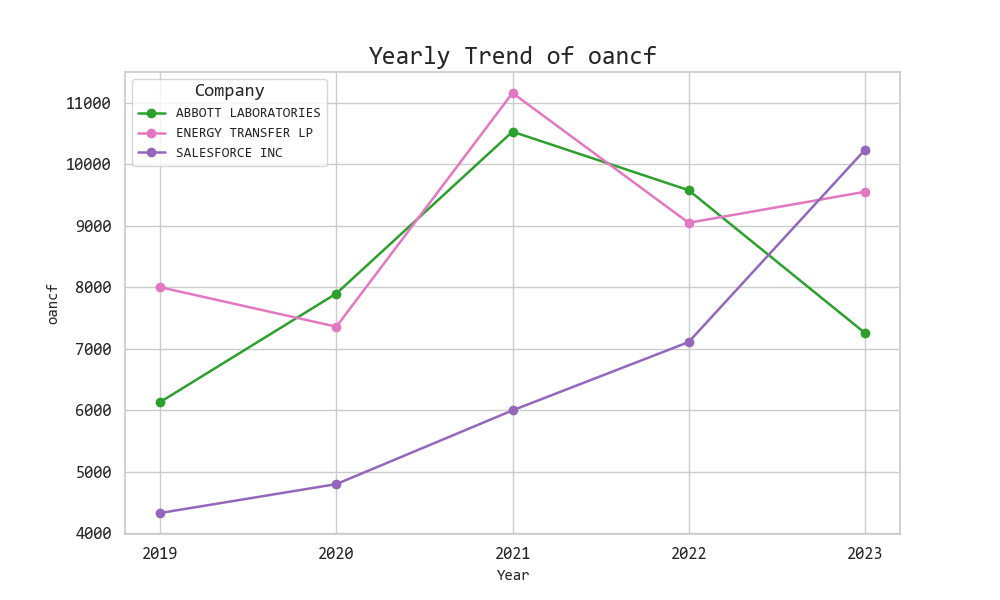 Yearly Trend of oancf
Company
ABBOTT LABORATORIES
ENERGY TRANSFER LP
SALESFORCE INC
11000
10000
9000
8000
7000
6000
5000
4000
oancf
2019 2020 2021 2022 2023
Year